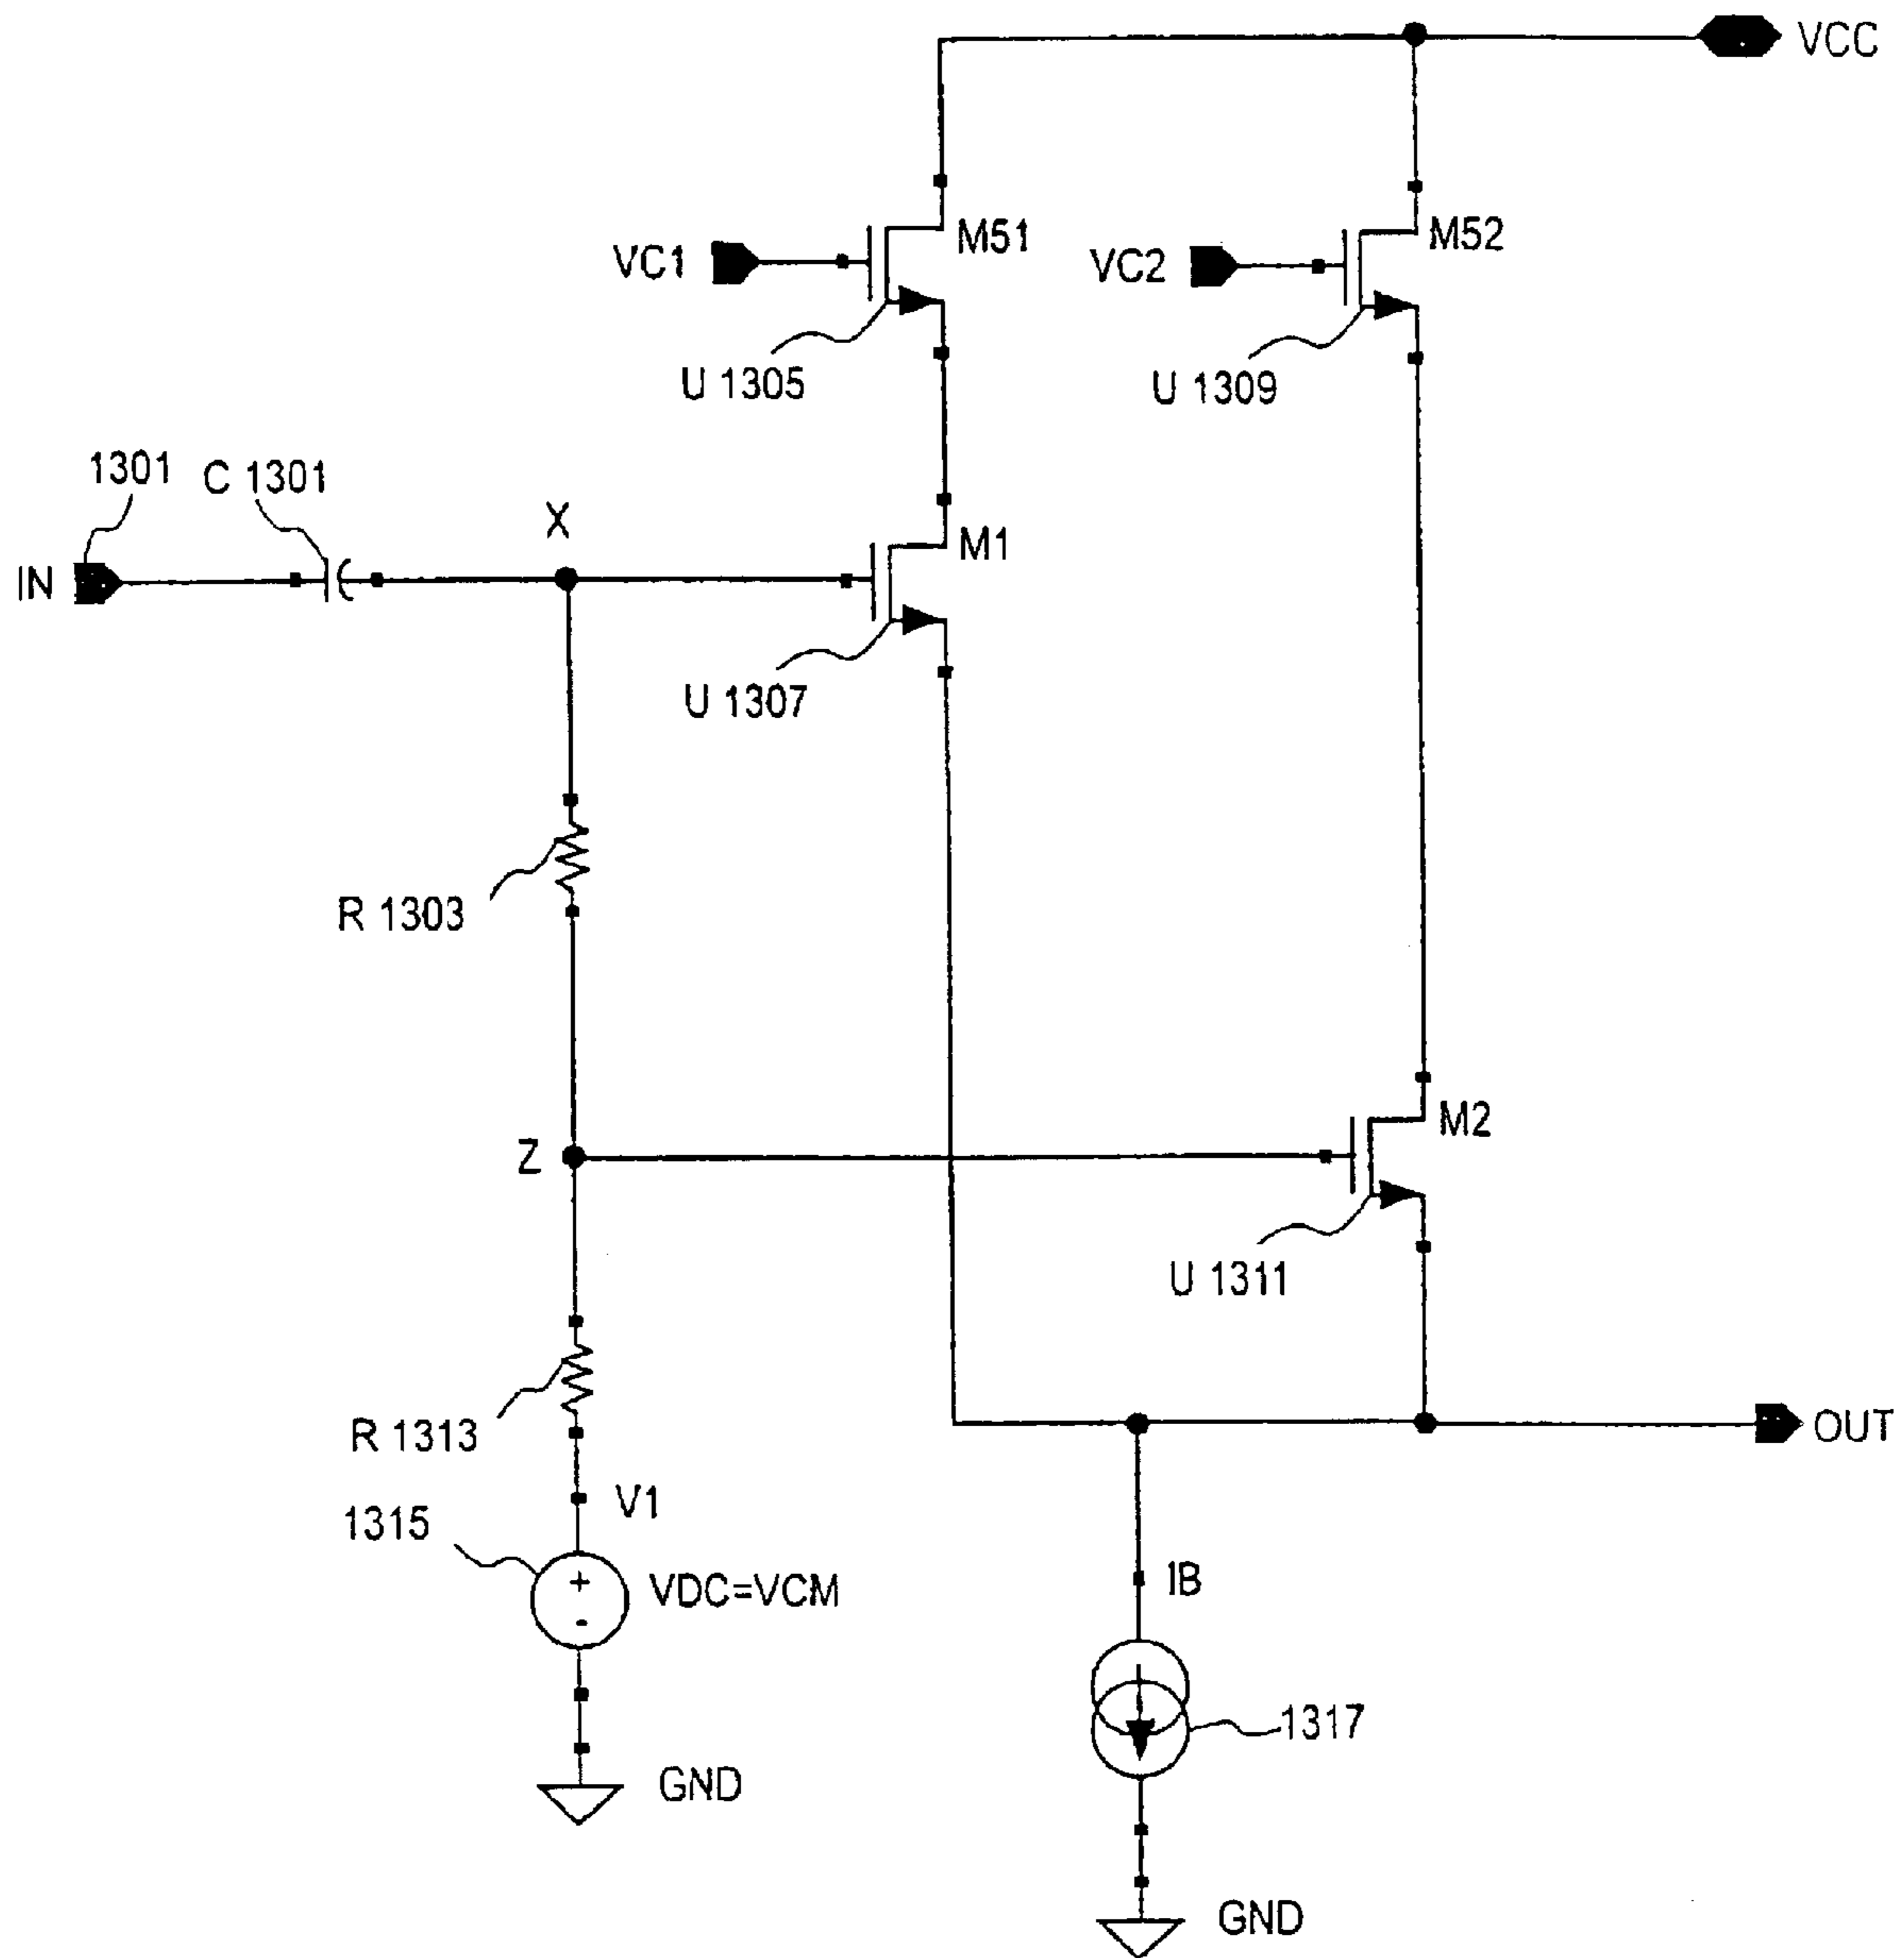 VCC
M51
M52
VC1
VC2
U 1305
U 1309
1301
C 1301
X
M1
IN
U 1307
R 1303
M2
Z
U 1311
R 1313
OUT
V1
1315
IB
VDC=VCM
+
-
1317
GND
GND